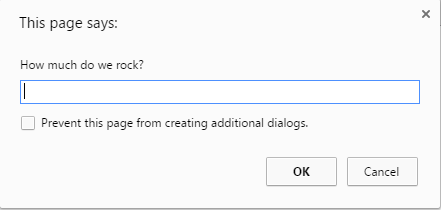 This page says:
How much do we rock?
Prevent this page from creating additional dialogs.
OK Cancel